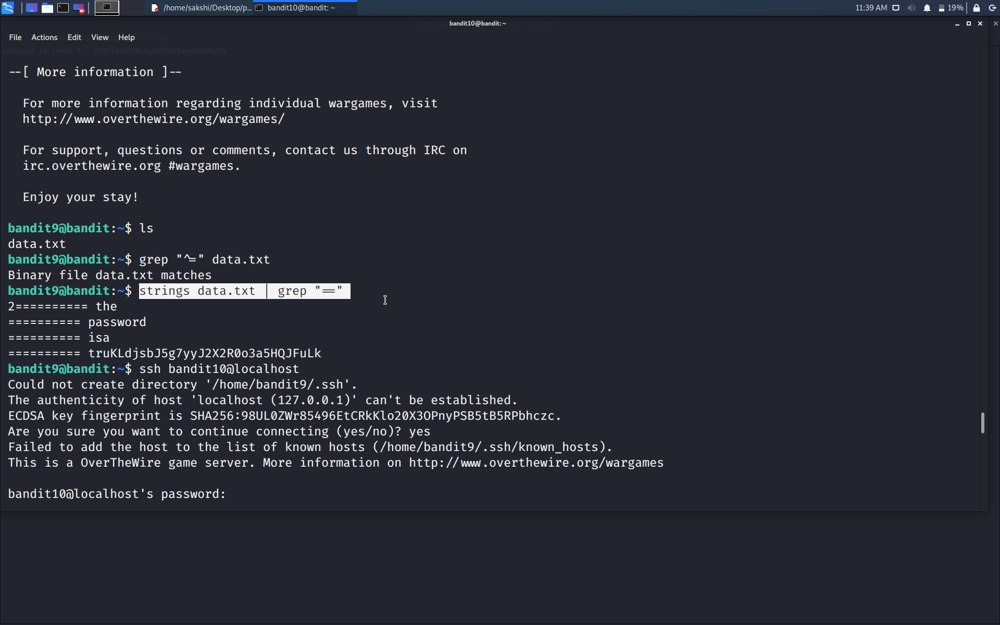 /home/sakshi/Desktop/p... bandit10@bandit: ~ 11:39 AM 19%
bandit10@bandit: ~
File Actions Edit View Help
--[ More information ]--
For more information regarding individual wargames, visit
http://www.overthewire.org/wargames/
For support, questions or comments, contact us through IRC on
irc.overthewire.org #wargames.
Enjoy your stay!
bandit9@bandit:~$ ls
data.txt
bandit9@bandit:~$ grep "^=" data.txt
Binary file data.txt matches
bandit9@bandit:~$ strings data.txt | grep "=="
2========== the
========== password
========== isa
========== truKLdjsbJ5g7yyJ2X2R0o3a5HQJFuLk
bandit9@bandit:~$ ssh bandit10@localhost
Could not create directory '/home/bandit9/.ssh'.
The authenticity of host 'localhost (127.0.0.1)' can't be established.
ECDSA key fingerprint is SHA256:98UL0ZWr85496EtCRkKlo20X3OPnyPSB5tB5RPbhczc.
Are you sure you want to continue connecting (yes/no)? yes
Failed to add the host to the list of known hosts (/home/bandit9/.ssh/known_hosts).
This is a OverTheWire game server. More information on http://www.overthewire.org/wargames
bandit10@localhost's password: